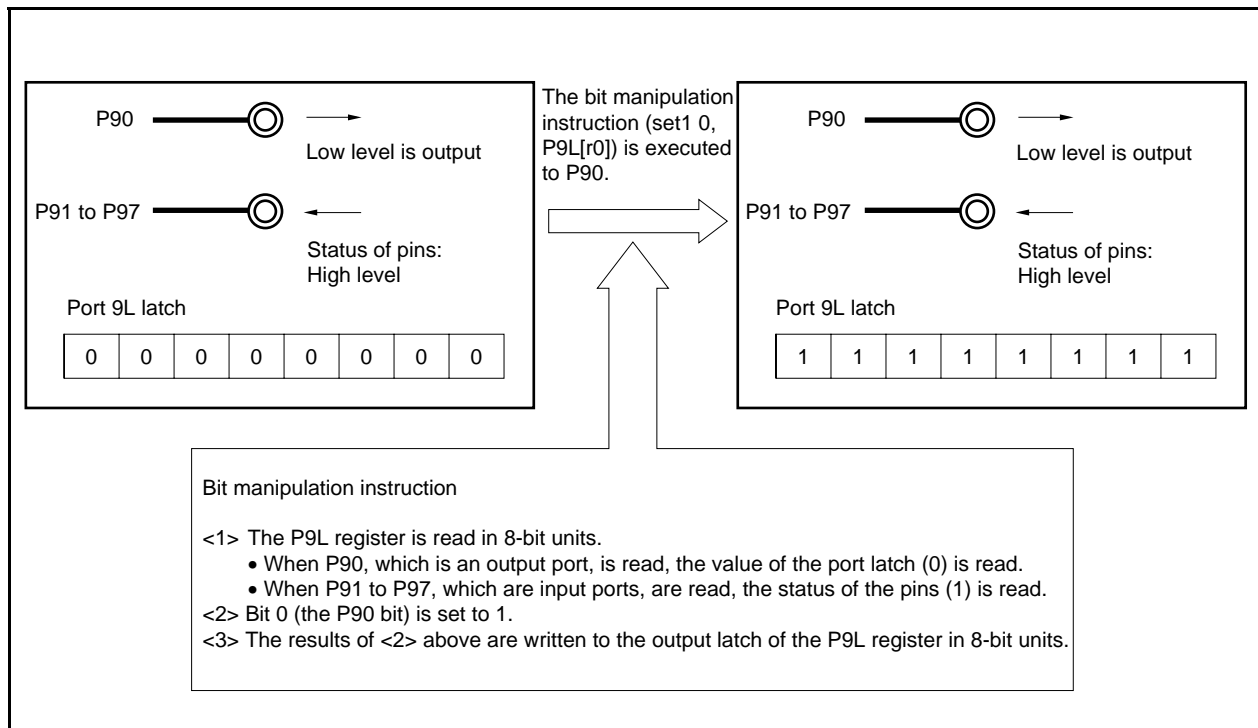 P90
Low level is output
P91 to P97
Status of pins:
High level
Port 9L latch
0 0 0 0 0 0 0 0
The bit manipulation
instruction (set1 0,
P9L[r0]) is executed
to P90.
P90
Low level is output
P91 to P97
Status of pins:
High level
Port 9L latch
1 1 1 1 1 1 1 1
Bit manipulation instruction
<1> The P9L register is read in 8-bit units.
• When P90, which is an output port, is read, the value of the port latch (0) is read.
• When P91 to P97, which are input ports, are read, the status of the pins (1) is read.
<2> Bit 0 (the P90 bit) is set to 1.
<3> The results of <2> above are written to the output latch of the P9L register in 8-bit units.